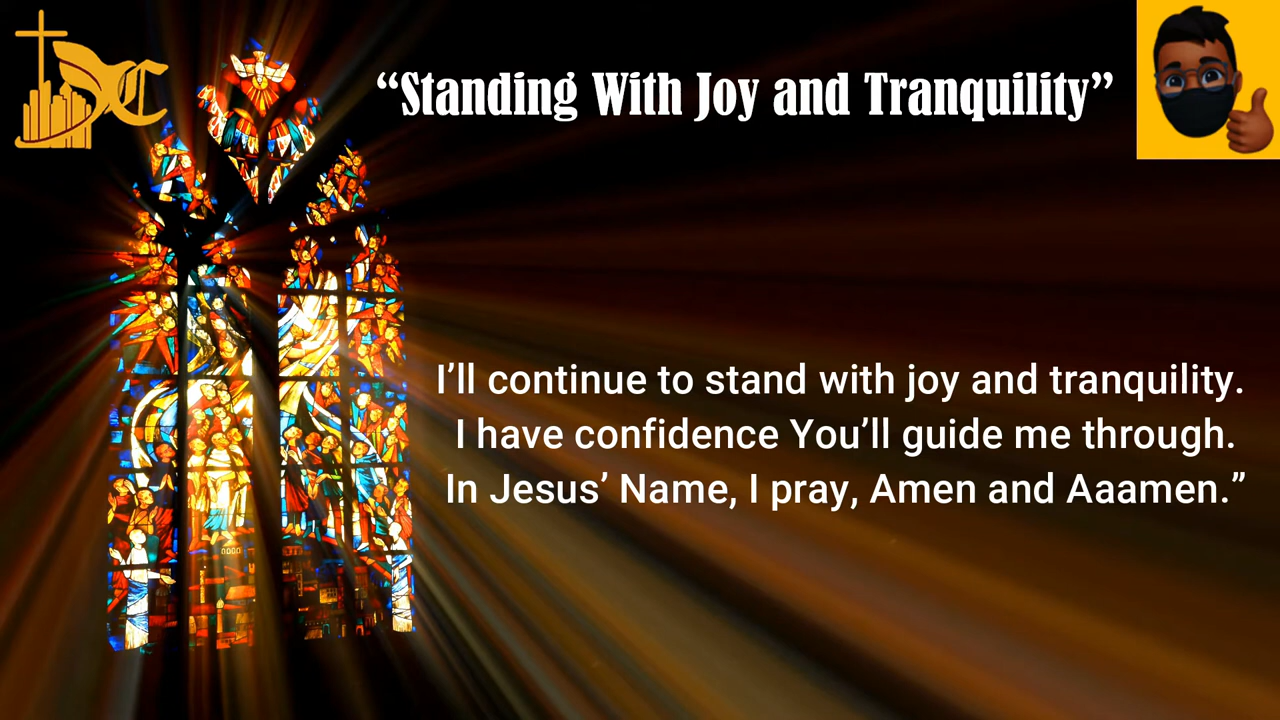 “Standing With Joy and Tranquility”
I’ll continue to stand with joy and tranquility.
I have confidence You’ll guide me through.
In Jesus’ Name, I pray, Amen and Aaamen.”